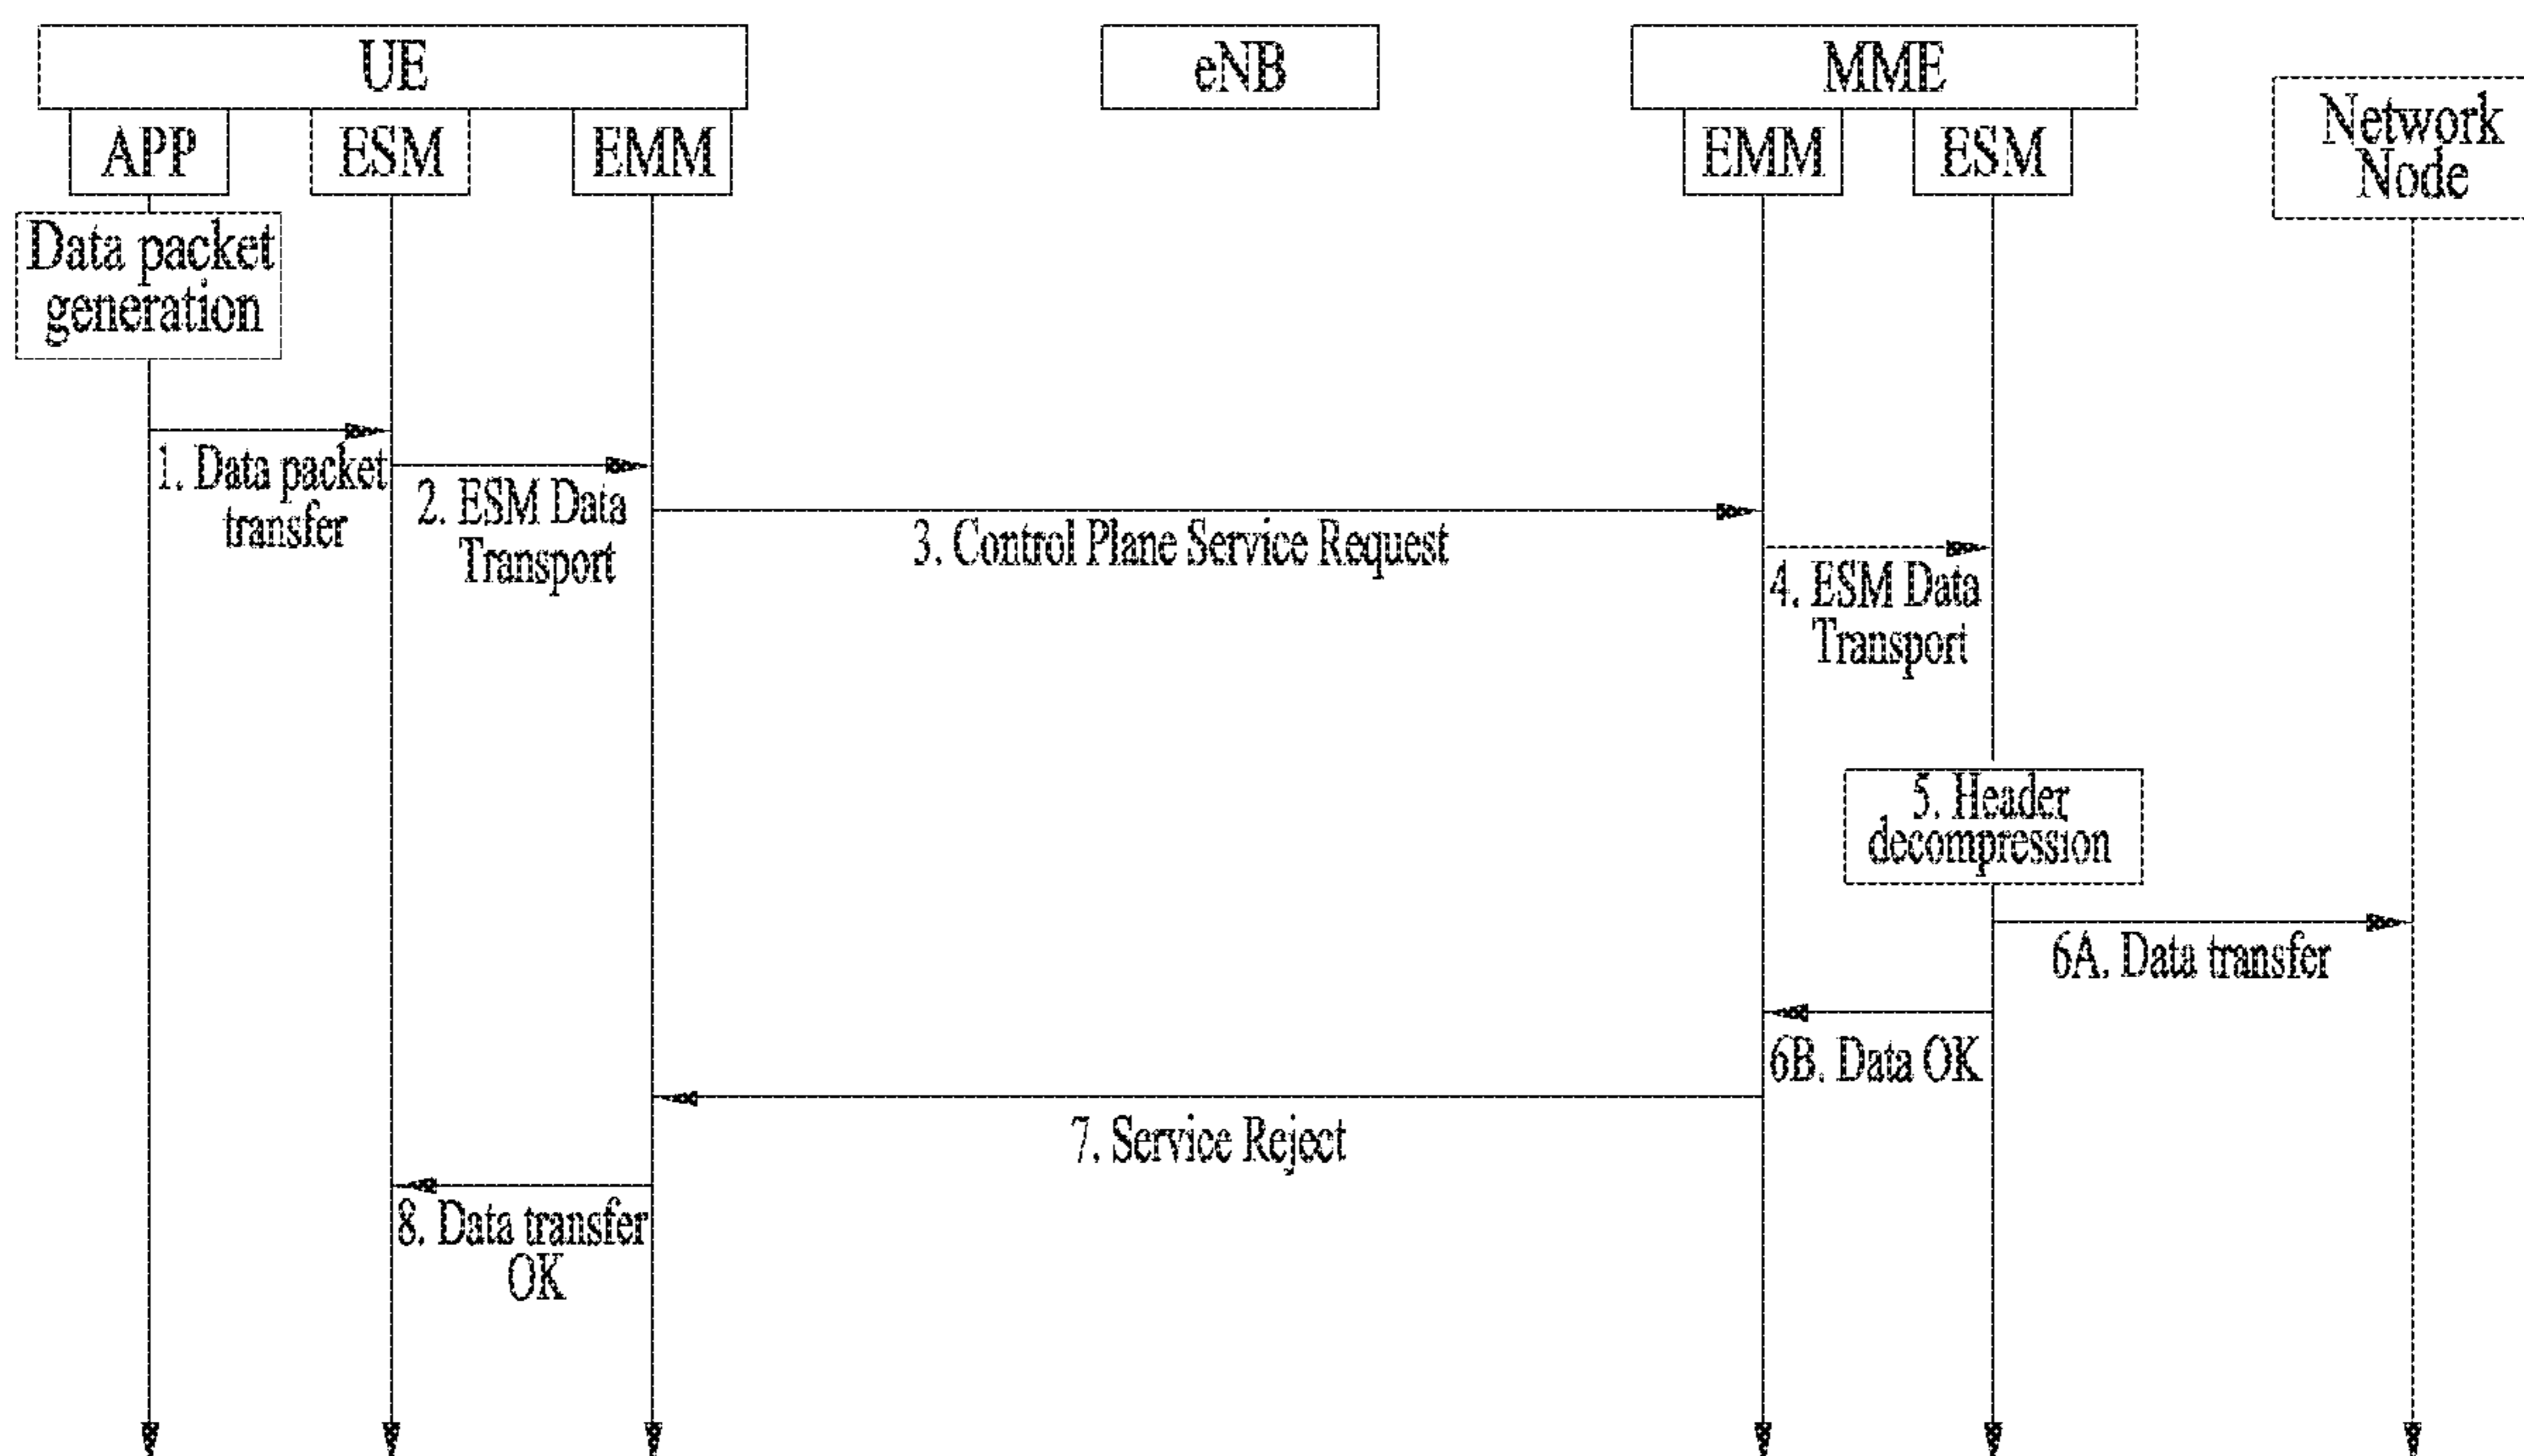 UE
eNB
MME
APP
ESM
EMM
EMM
ESM
Network
Node
Data packet
generation
1. Data packet
transfer
2. ESM Data
Transport
3. Control Plane Service Request
4. ESM Data
Transport
5. Header
decompression
6A. Data transfer
6B. Data OK
7. Service Reject
8. Data transfer
OK